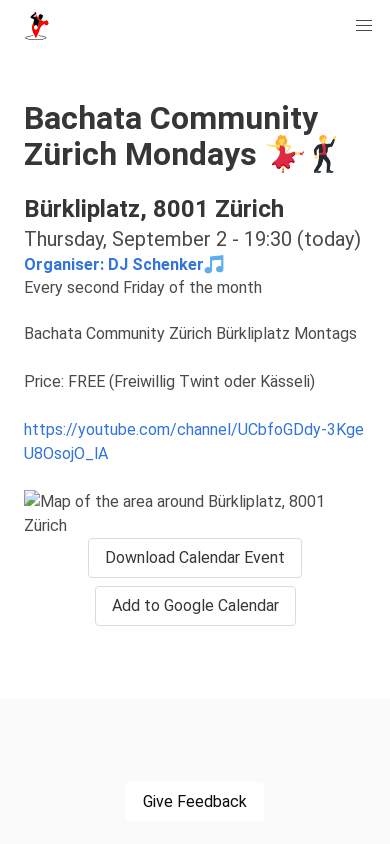 Bachata Community
Zürich Mondays 💃🕺
Bürkliplatz, 8001 Zürich
Thursday, September 2 - 19:30 (today)
Organiser: DJ Schenker🎵
Every second Friday of the month
Bachata Community Zürich Bürkliplatz Montags
Price: FREE (Freiwillig Twint oder Kässeli)
https://youtube.com/channel/UCbfoGDdy-3Kge
U8OsojO_lA
Map of the area around Bürkliplatz, 8001
Zürich
Download Calendar Event
Add to Google Calendar
Give Feedback